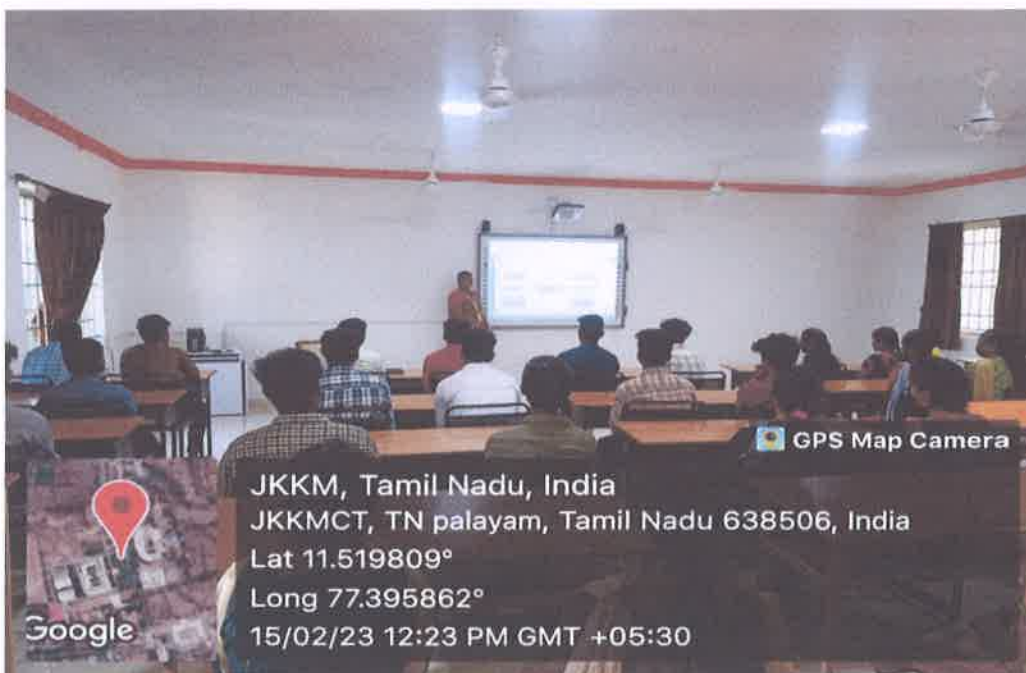 GPS Map Camera
JKKM, Tamil Nadu, India
JKKMCT, TN palayam, Tamil Nadu 638506, India
Lat 11.519809°
Long 77.395862°
15/02/23 12:23 PM GMT +05:30
Google